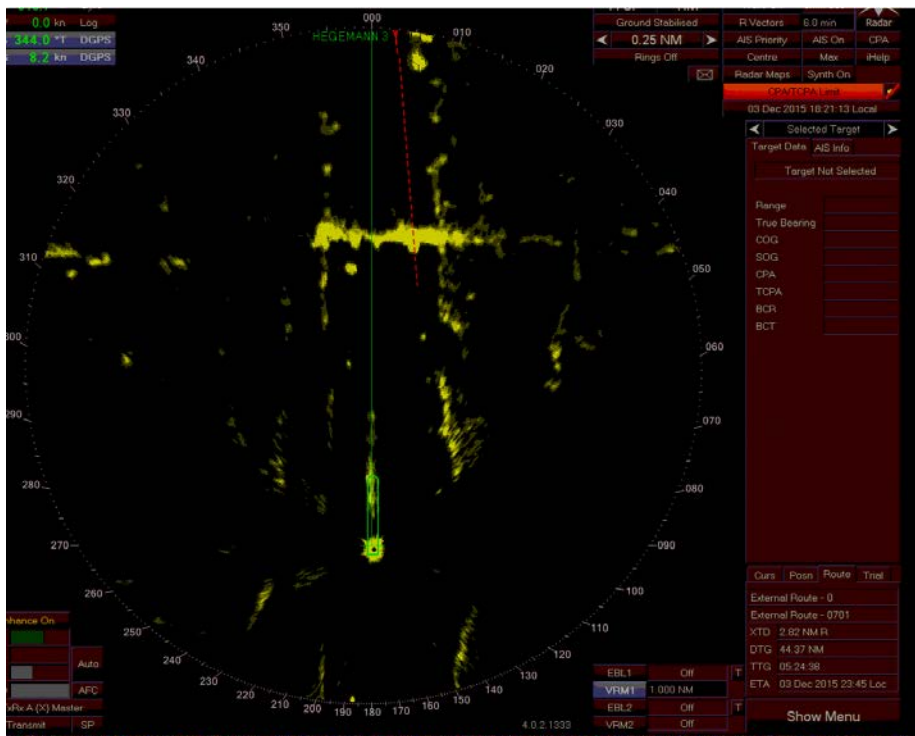 0.0 kn Log
344.0 °T DGPS
8.2 kn DGPS
HEGEMANN 3
000
010
020
030
040
050
060
070
080
090
100
110
120
130
140
150
160
170
180
190
200
210
220
230
240
250
260
270
280
290
300
310
320
330
350
Ground Stabilised
0.25 NM
Rings Off
R Vectors 6.0 min Radar
AIS Priority AIS On CPA
Centre Max iHelp
Radar Maps Synth On
CPA/TCPA Limit
03 Dec 2015 18:21:13 Local
Selected Target
Target Data AIS Info
Target Not Selected
Range
True Bearing
COG
SOG
CPA
TCPA
BCR
BCT
Curs Posn Route Trial
External Route - 0
External Route - 0701
XTD 2.82 NM R
DTG 44.37 NM
TTG 05:24:38
ETA 03 Dec 2015 23:45 Loc
Show Menu
EBL1 Off T
VRM1 1.000 NM
EBL2 Off T
VRM2 Off
4.0.2.1333
hance On
Auto
AFC
xRx A (X) Master
Transmit SP